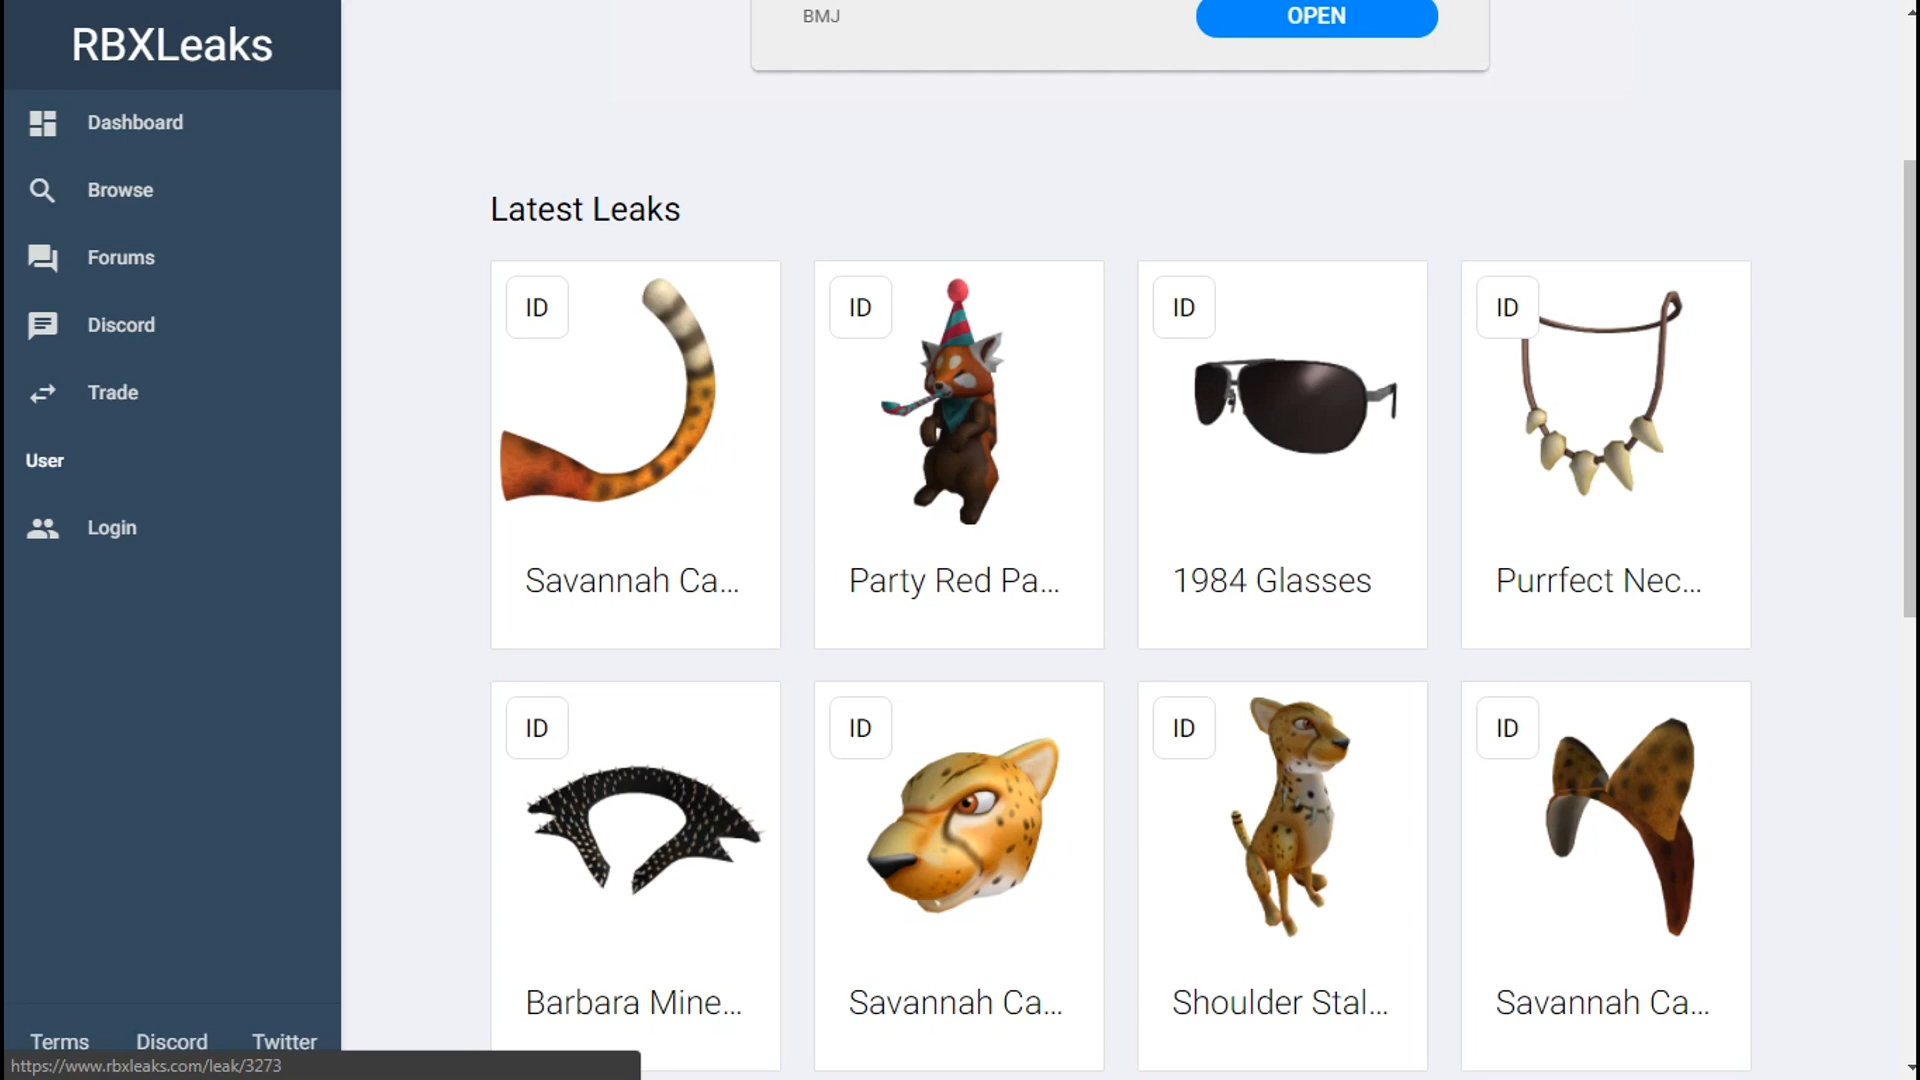 RBXLeaks
Dashboard
Browse
Forums
Discord
Trade
User
Login
Terms Discord Twitter
https://www.rbxleaks.com/leak/3273
BMJ
OPEN
Latest Leaks
ID
ID
ID
ID
Savannah Ca...
Party Red Pa...
1984 Glasses
Purrfect Nec...
ID
ID
ID
ID
Barbara Mine...
Savannah Ca...
Shoulder Stal...
Savannah Ca...